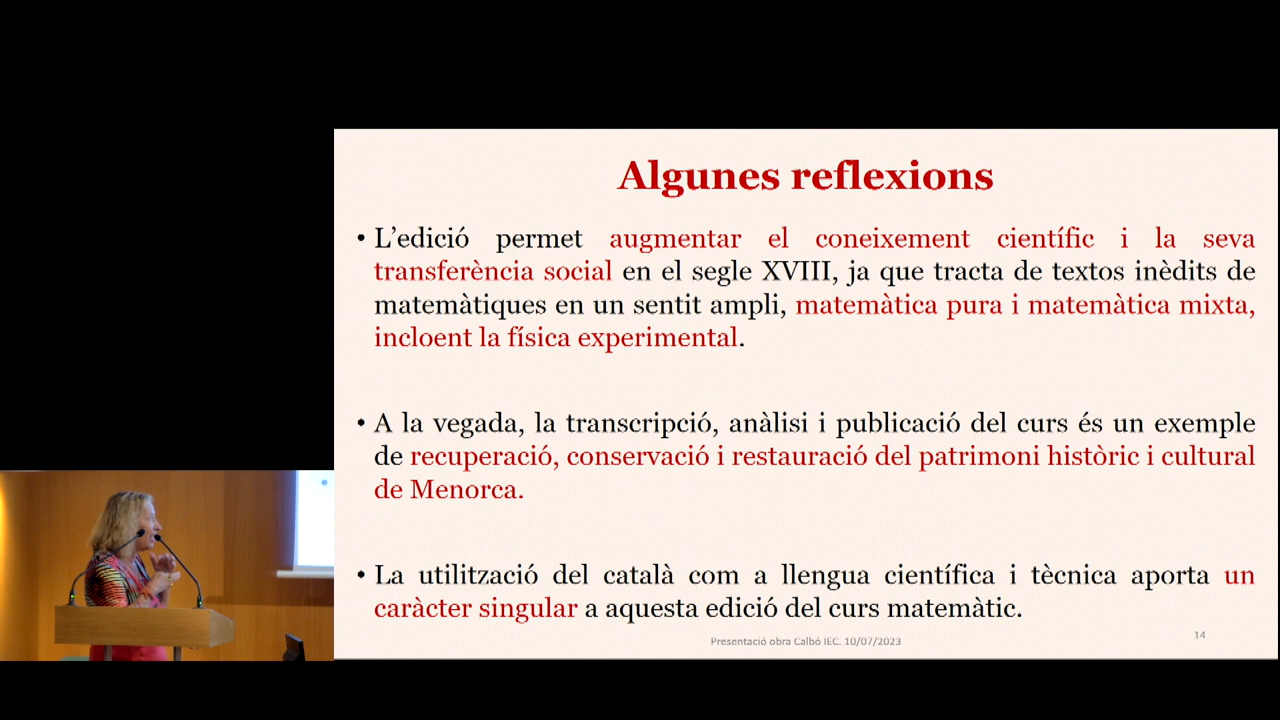 Algunes reflexions
• L’edició permet augmentar el coneixement científic i la seva
transferència social en el segle XVIII, ja que tracta de textos inèdits de
matemàtiques en un sentit ampli, matemàtica pura i matemàtica mixta,
incloent la física experimental.
• A la vegada, la transcripció, anàlisi i publicació del curs és un exemple
de recuperació, conservació i restauració del patrimoni històric i cultural
de Menorca.
• La utilització del català com a llengua científica i tècnica aporta un
caràcter singular a aquesta edició del curs matemàtic.
Presentació obra Calbó IEC. 10/07/2023
14